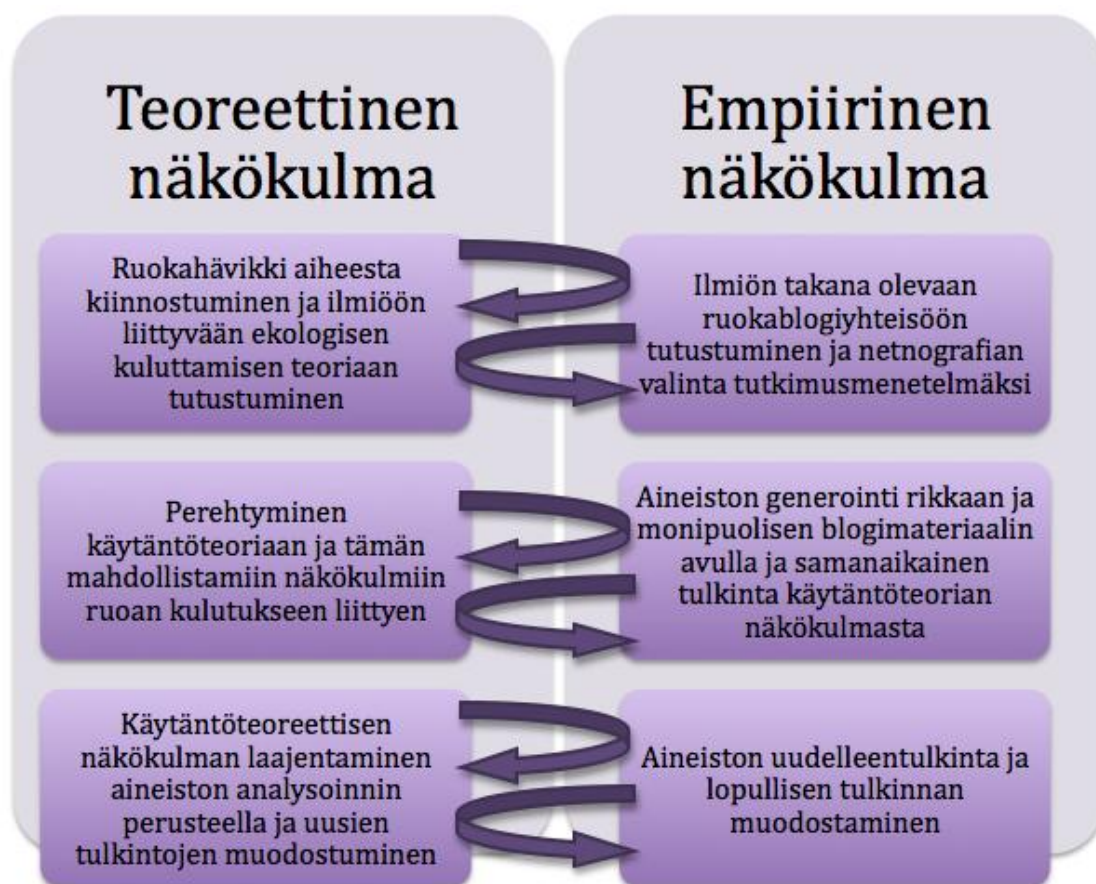 Teoreettinen
näkökulma
Ruokahävikki aiheesta
kiinnostuminen ja ilmiöön
liittyvään ekologisen
kuluttamisen teoriaan
tutustuminen
Perehtyminen
käytäntöteoriaan ja tämän
mahdollistamiin näkökulmiin
ruoan kulutukseen liittyen
Käytäntöteoreettisen
näkökulman laajentaminen
aineiston analysoinnin
perusteella ja uusien
tulkintojen muodostuminen
Empiirinen
näkökulma
Ilmiön takana olevaan
ruokablogiyhteisöön
tutustuminen ja netnografian
valinta tutkimusmenetelmäksi
Aineiston generointi rikkaan ja
monipuolisen blogimateriaalin
avulla ja samanaikainen
tulkinta käytäntöteorian
näkökulmasta
Aineiston uudelleentulkinta ja
lopullisen tulkinnan
muodostaminen